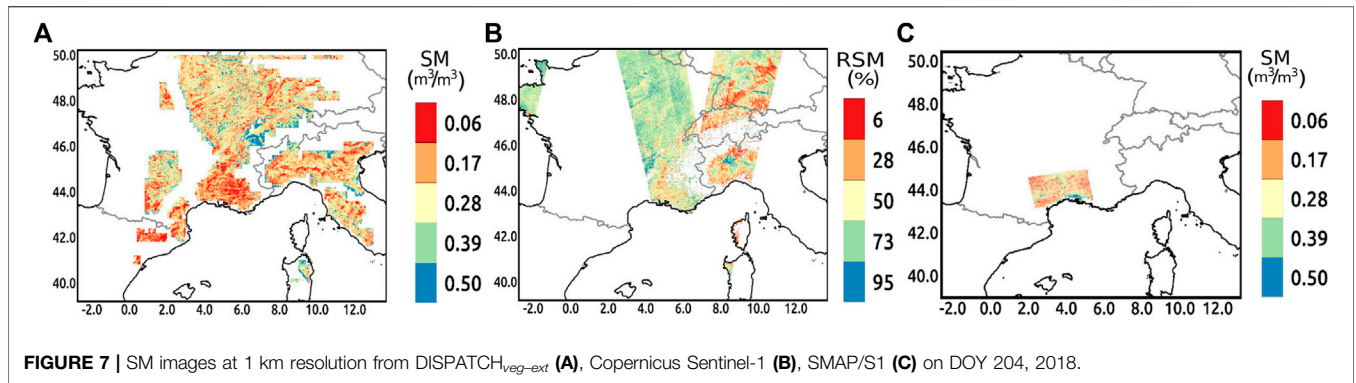 A
SM
(m³/m³)
50.0
48.0
46.0
44.0
42.0
40.0
-2.0 0.0 2.0 4.0 6.0 8.0 10.0 12.0
0.06
0.17
0.28
0.39
0.50
B
RSM
(%)
50.0
48.0
46.0
44.0
42.0
40.0
-2.0 0.0 2.0 4.0 6.0 8.0 10.0 12.0
6
28
50
73
95
C
SM
(m³/m³)
50.0
48.0
46.0
44.0
42.0
40.0
-2.0 0.0 2.0 4.0 6.0 8.0 10.0 12.0
0.06
0.17
0.28
0.39
0.50
FIGURE 7 | SM images at 1 km resolution from DISPATCHveg–ext (A), Copernicus Sentinel-1 (B), SMAP/S1 (C) on DOY 204, 2018.